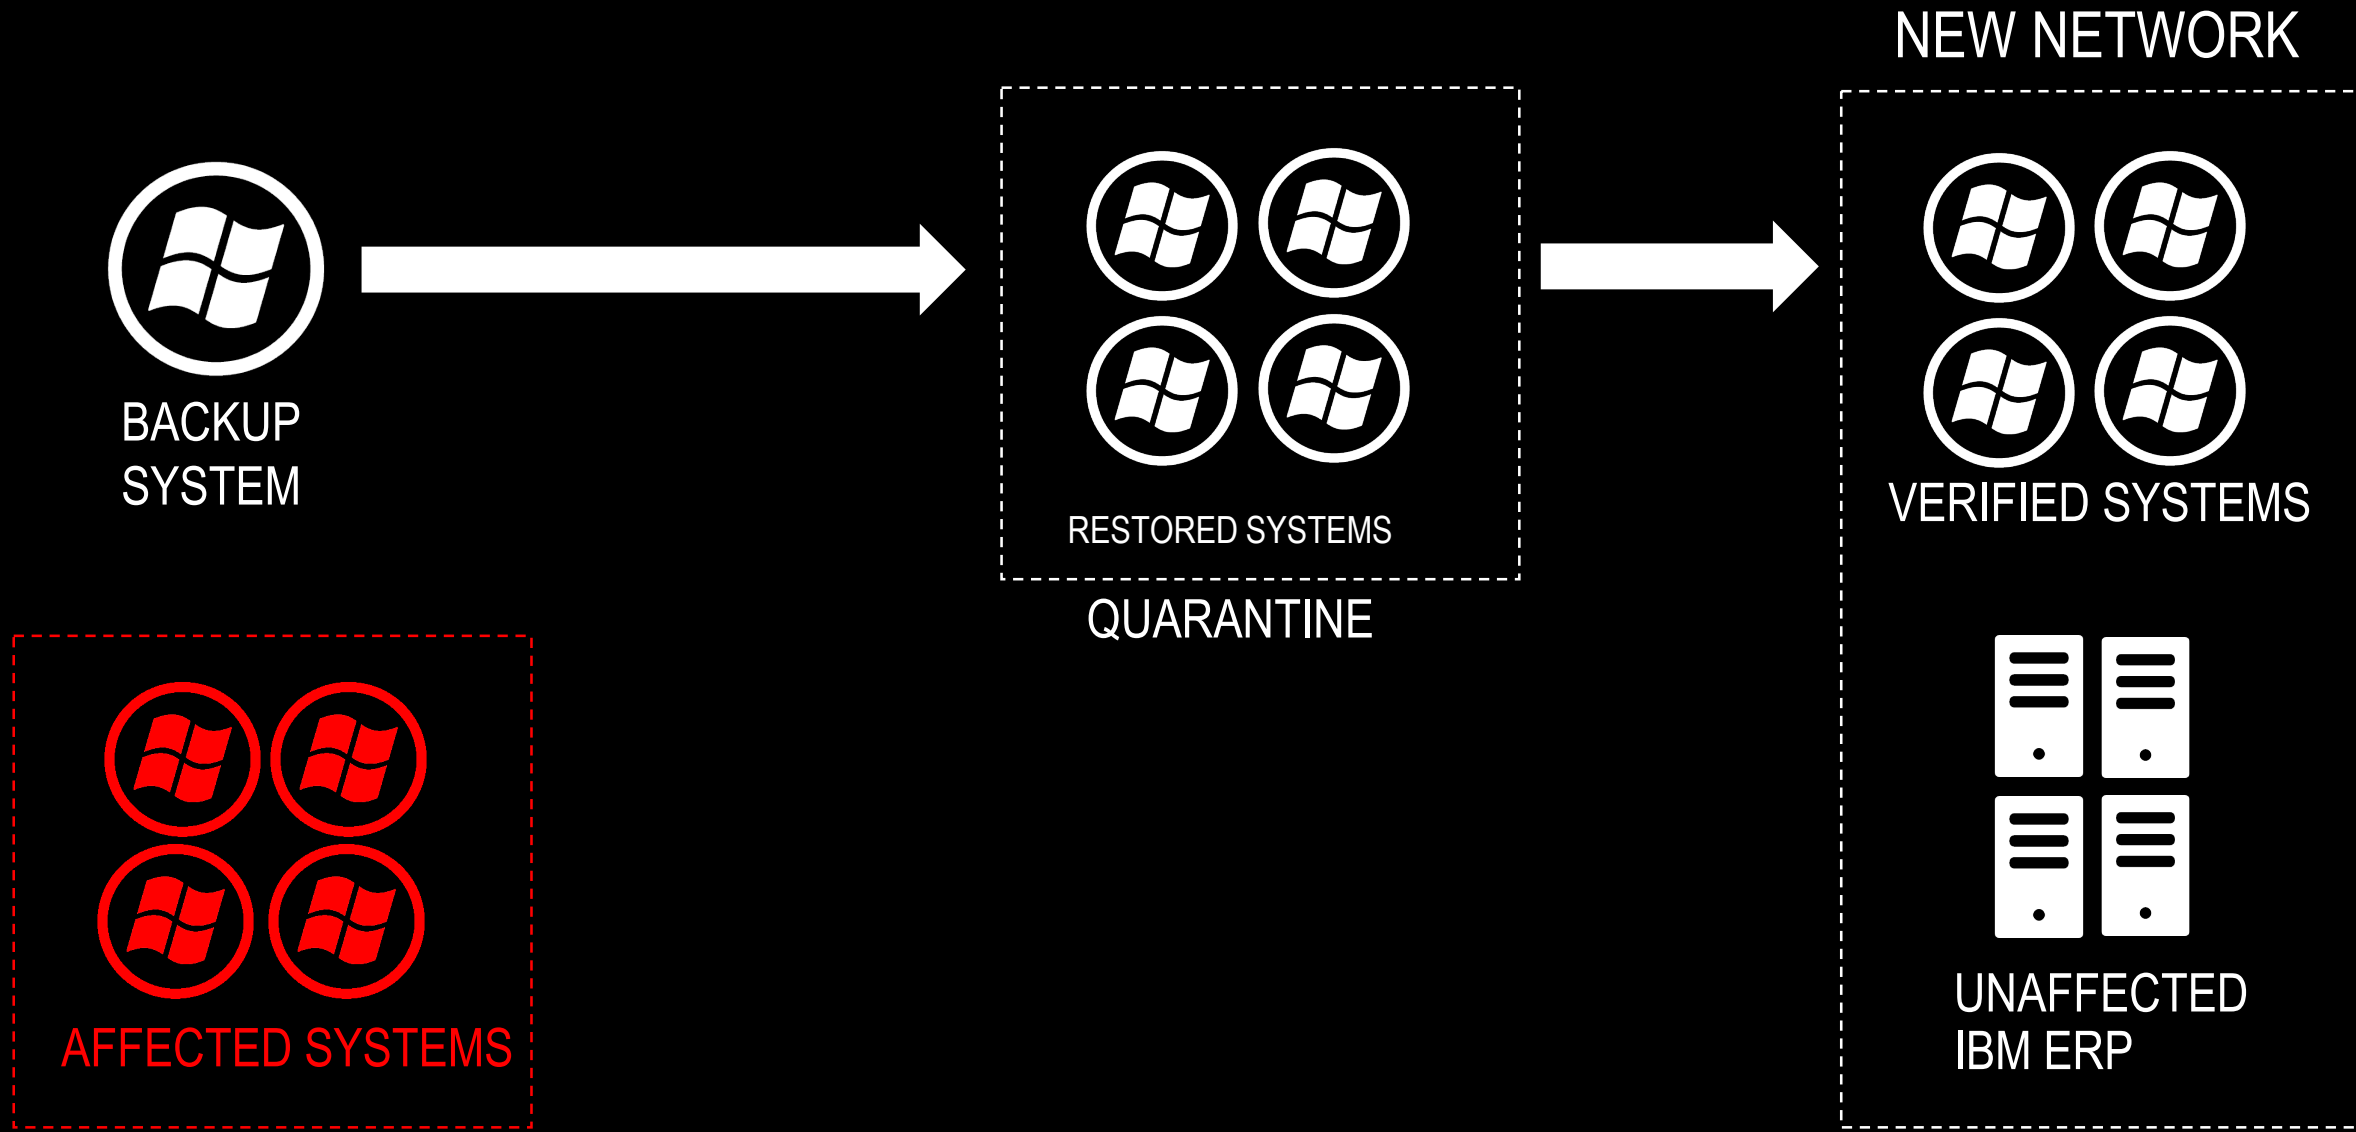 NEW NETWORK
BACKUP
SYSTEM
RESTORED SYSTEMS
QUARANTINE
VERIFIED SYSTEMS
AFFECTED SYSTEMS
UNAFFECTED
IBM ERP